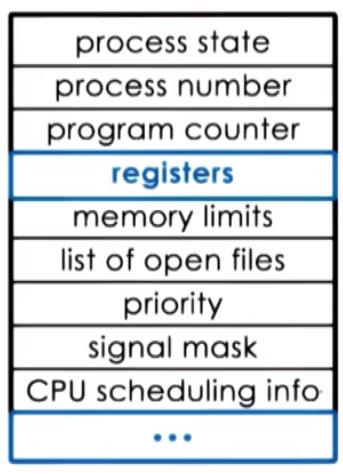 process state
process number
program counter
registers
memory limits
list of open files
priority
signal mask
CPU scheduling info
...